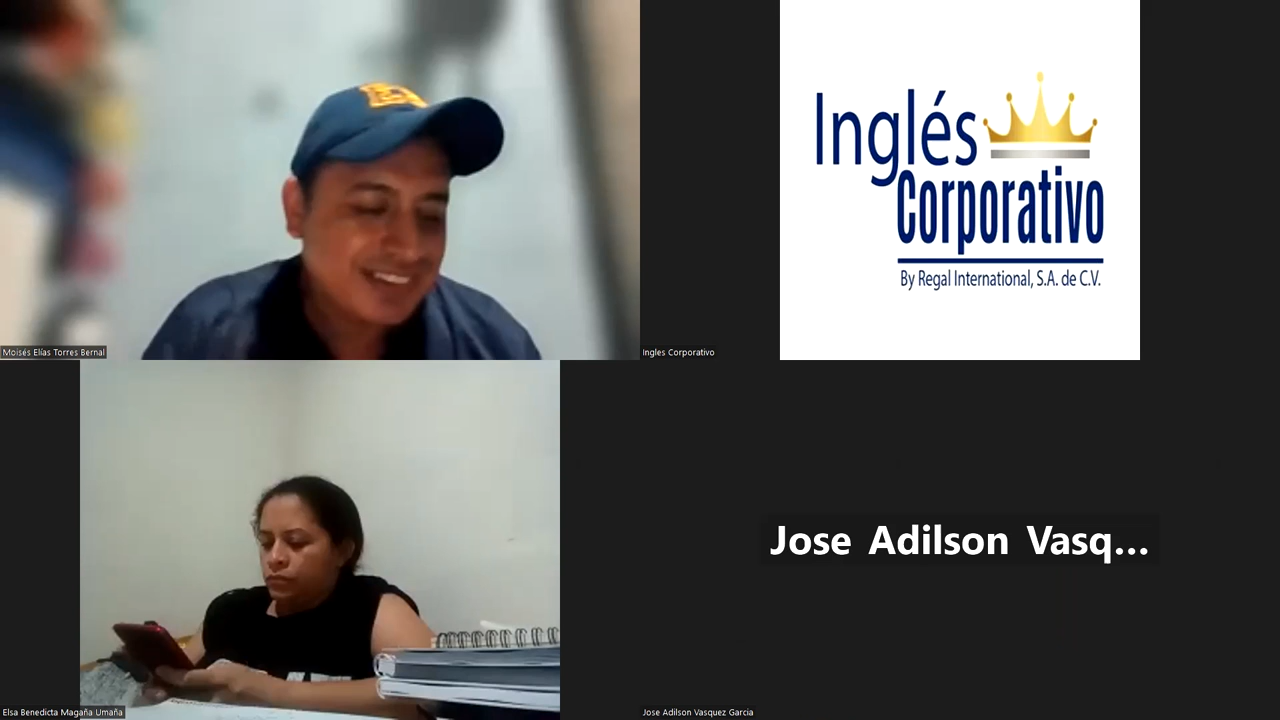 Inglés
Corporativo
By Regal International, S.A. de C.V.
Moisés Elías Torres Bernal
Ingles Corporativo
Jose Adilson Vasq...
Elsa Benedicta Magaña Umaña
Jose Adilson Vasquez Garcia